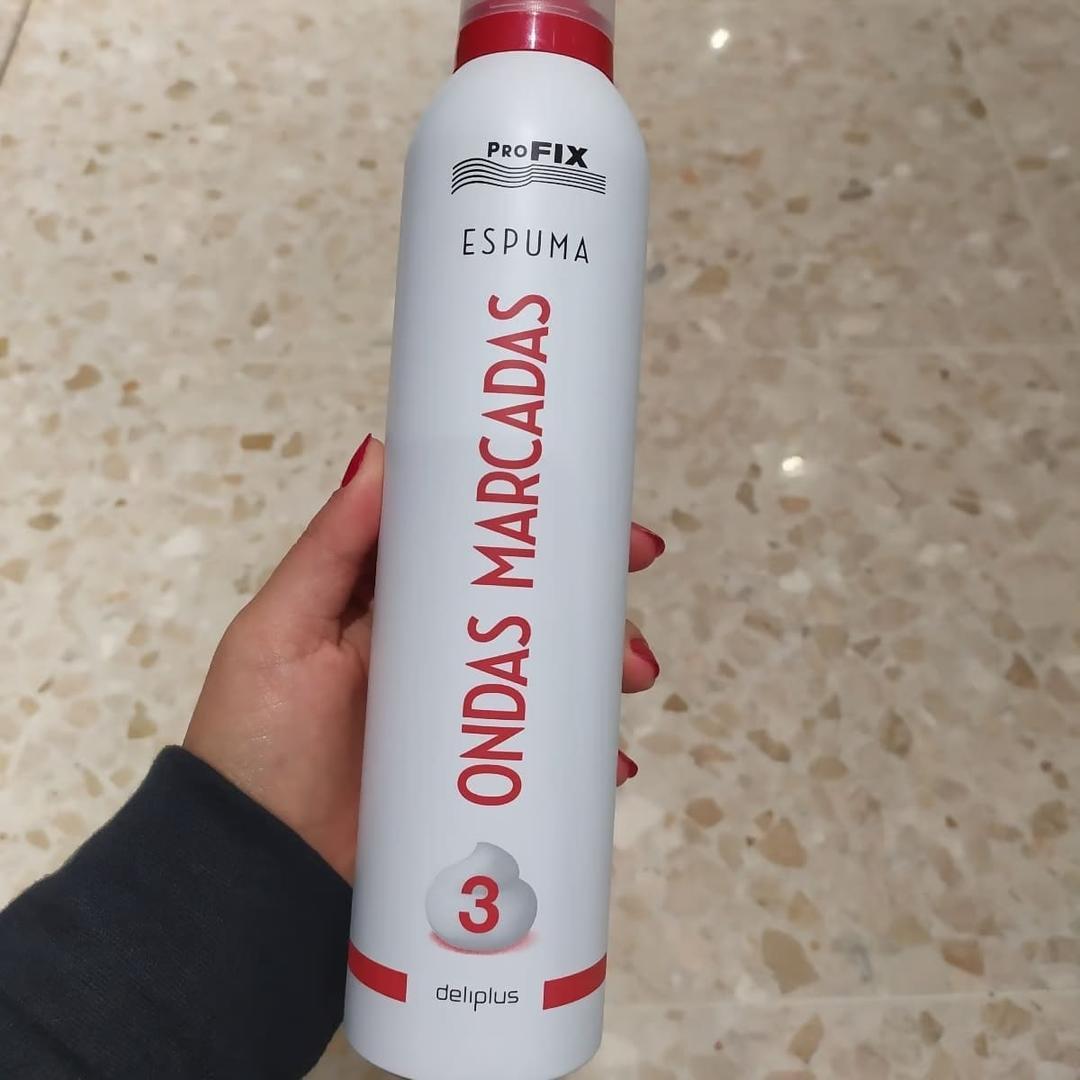 PROFIX
ESPUMA
ONDAS MARCADAS
3
deliplus